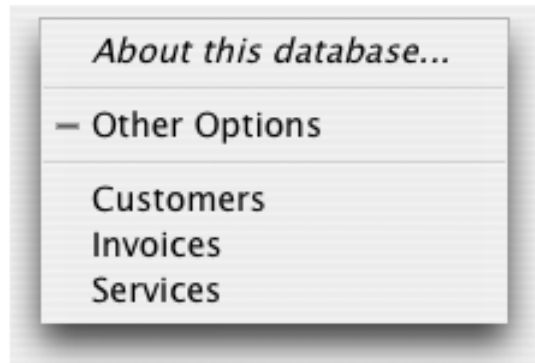 About this database...
Other Options
Customers
Invoices
Services